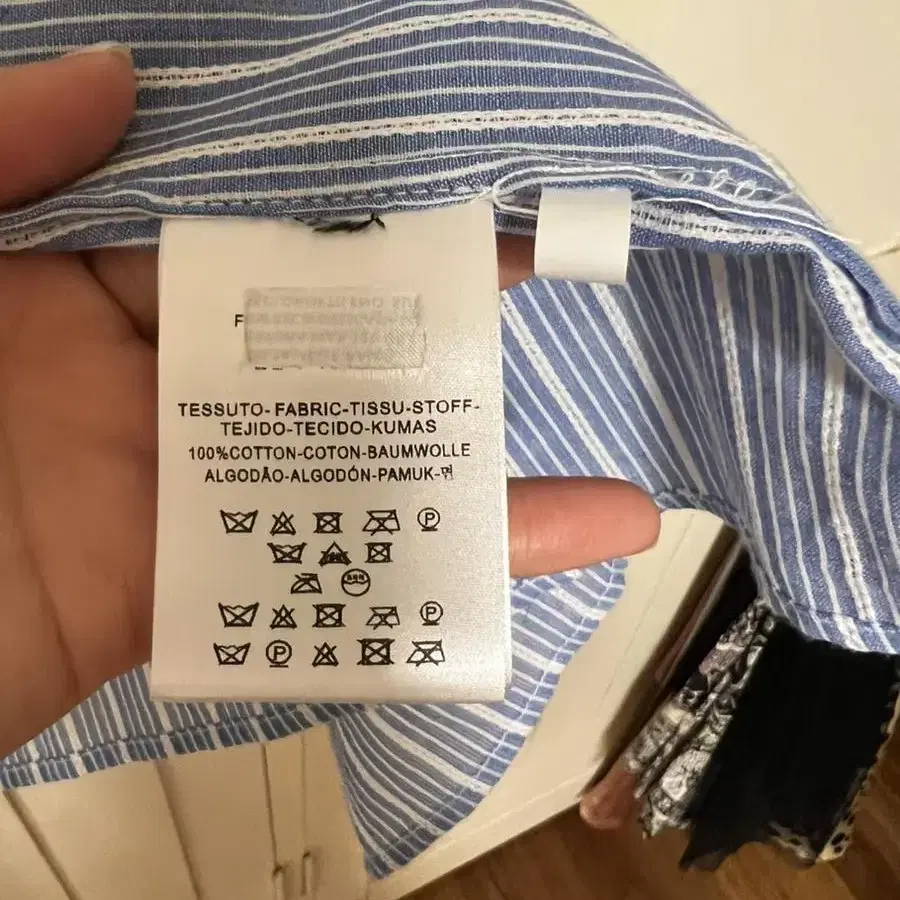 F
TESSUTO-FABRIC-TISSU-STOFF-
TEJIDO-TECIDO-KUMAS
100%COTTON-COTON-BAUMWOLLE
ALGODÃO-ALGODÓN-PAMUK-면
P
P
P